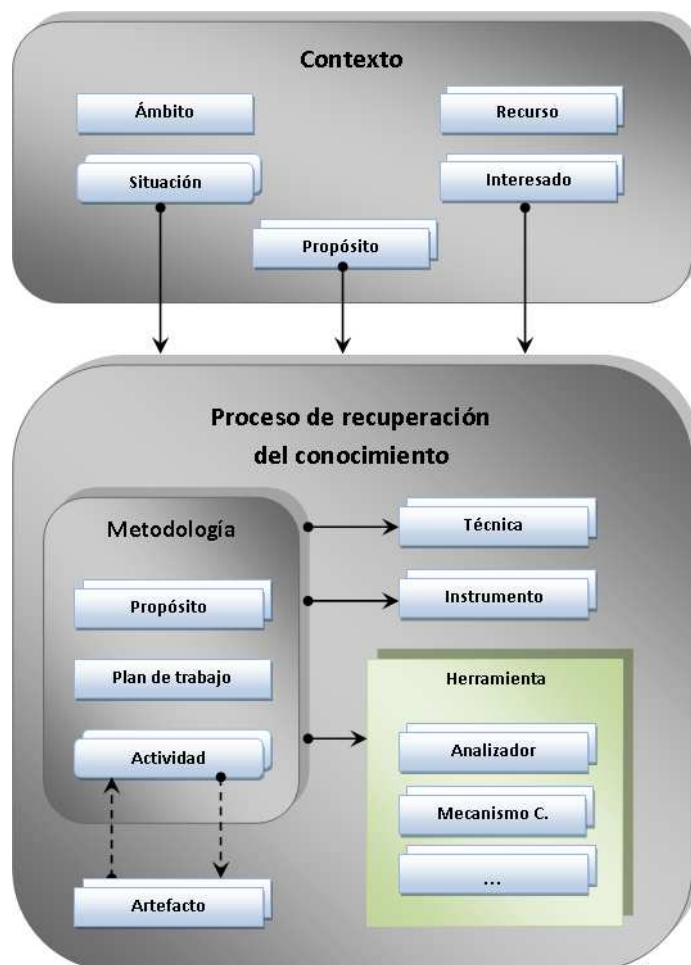 Contexto
Ámbito
Recurso
Situación
Interesado
Propósito
Proceso de recuperación
del conocimiento
Metodología
Técnica
Propósito
Instrumento
Plan de trabajo
Herramienta
Actividad
Analizador
Mecanismo C.
Artefacto
...